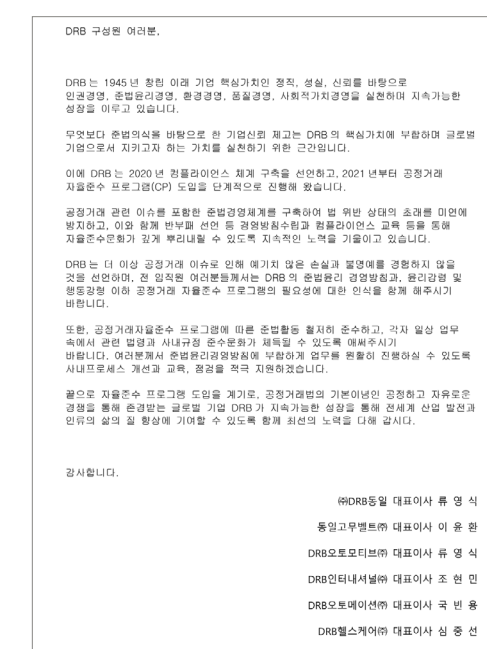 DRB 구성원 여러분,
DRB 는 1945 년 창립 이래 기업 핵심가치인 정직, 성실, 신뢰를 바탕으로
인권경영, 준법윤리경영, 환경경영, 품질경영, 사회적가치경영을 실천하며 지속가능한
성장을 이루고 있습니다.
무엇보다 준법의식을 바탕으로 한 기업신뢰 제고는 DRB 의 핵심가치에 부합하며 글로벌
기업으로서 지키고자 하는 가치를 실천하기 위한 근간입니다.
이에 DRB 는 2020 년 컴플라이언스 체계 구축을 선언하고, 2021 년부터 공정거래
자율준수 프로그램(CP) 도입을 단계적으로 진행해 왔습니다.
공정거래 관련 이슈를 포함한 준법경영체계를 구축하여 법 위반 상태의 초래를 미연에
방지하고, 이와 함께 반부패 선언 등 경영방침수립과 컴플라이언스 교육 등을 통해
자율준수문화가 깊게 뿌리내릴 수 있도록 지속적인 노력을 기울이고 있습니다.
DRB 는 더 이상 공정거래 이슈로 인해 예기치 않은 손실과 불명예를 경험하지 않을
것을 선언하며, 전 임직원 여러분들께서는 DRB 의 준법윤리 경영방침과, 윤리강령 및
행동강형 이하 공정거래 자율준수 프로그램의 필요성에 대한 인식을 함께 해주시기
바랍니다.
또한, 공정거래자율준수 프로그램에 따른 준법활동 철저히 준수하고, 각자 일상 업무
속에서 관련 법령과 사내규정 준수문화가 체득될 수 있도록 애써주시기
바랍니다. 여러분께서 준법윤리경영방침에 부합하게 업무를 원활히 진행하실 수 있도록
사내프로세스 개선과 교육, 점검을 적극 지원하겠습니다.
끝으로 자율준수 프로그램 도입을 계기로, 공정거래법의 기본이념인 공정하고 자유로운
경쟁을 통해 존경받는 글로벌 기업 DRB 가 지속가능한 성장을 통해 전세계 산업 발전과
인류의 삶의 질 향상에 기여할 수 있도록 함께 최선의 노력을 다해 갑시다.
감사합니다.
㈜DRB동일 대표이사 류 영 식
동일고무벨트㈜ 대표이사 이 윤 환
DRB오토모티브㈜ 대표이사 류 영 식
DRB인터내셔널㈜ 대표이사 조 현 민
DRB오토메이션㈜ 대표이사 국 빈 용
DRB헬스케어㈜ 대표이사 심 중 선